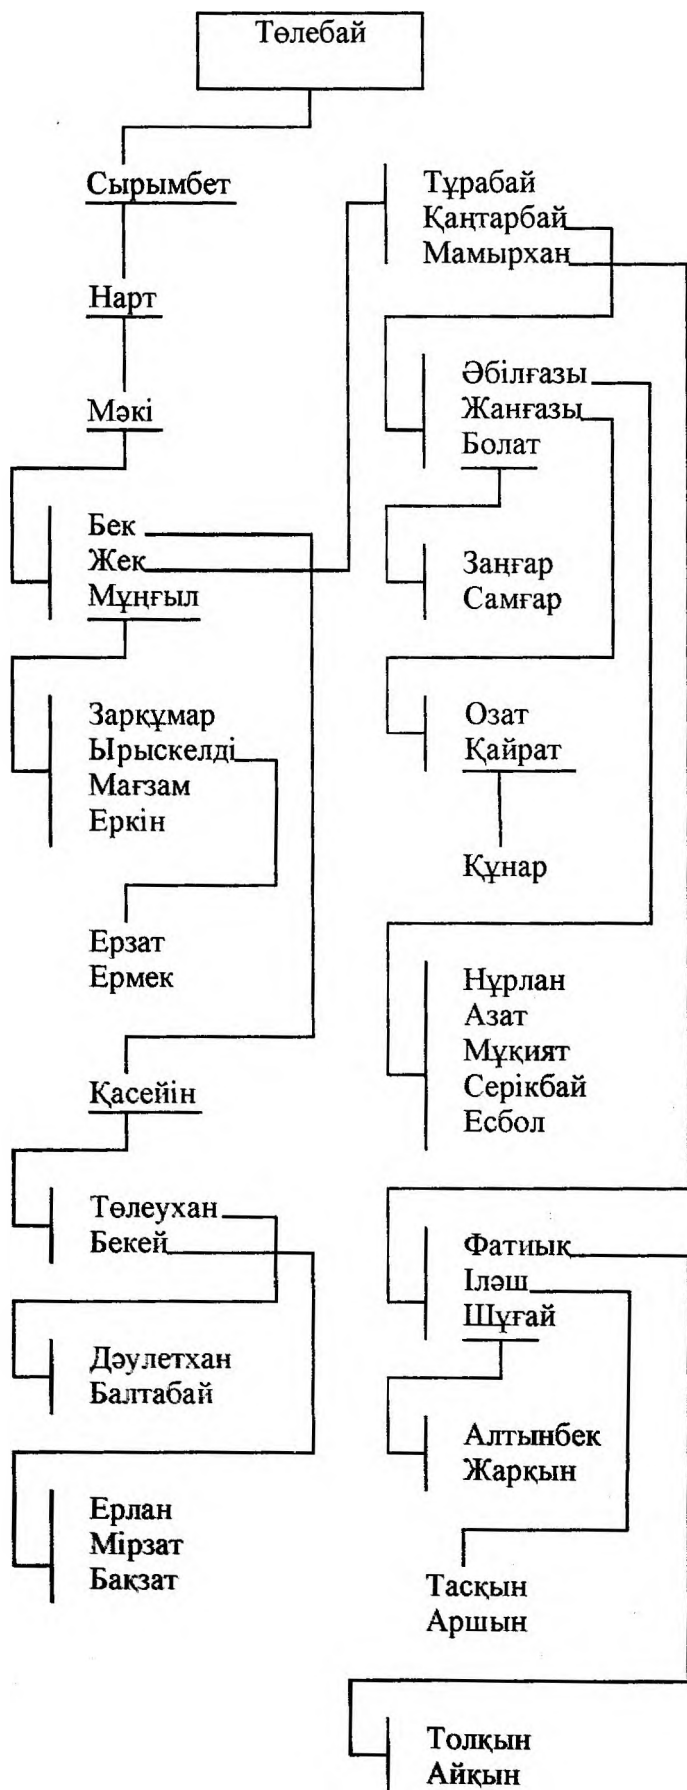 Төлебай
Сырымбет
Нарт
Мәкі
Бек
Жек
Мұңғыл
Зарқұмар
Ырыскелді
Мағзам
Еркін
Ерзат
Ермек
Қасейін
Төлеухан
Бекей
Дәулетхан
Балтабай
Ерлан
Мірзат
Бақзат
Тұрабай
Қаңтарбай
Мамырхан
Әбілғазы
Жанғазы
Болат
Заңғар
Самғар
Озат
Қайрат
Құнар
Нұрлан
Азат
Мұқият
Серікбай
Есбол
Фатиық
Іләш
Шұғай
Алтынбек
Жарқын
Тасқын
Аршын
Толқын
Айқын